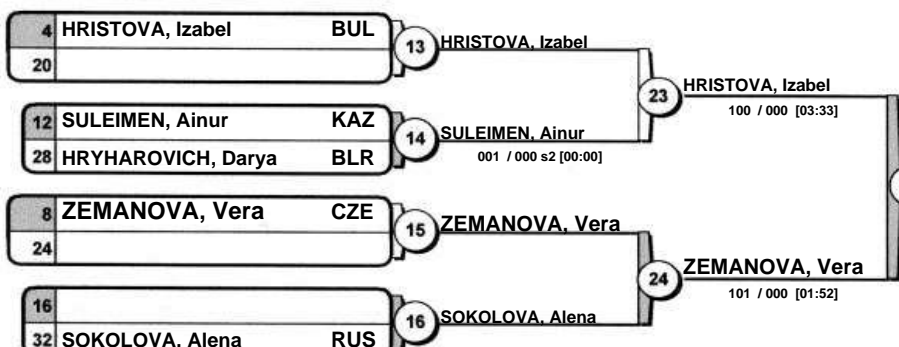 4 HRISTOVA, Izabel BUL
20
13 HRISTOVA, Izabel
12 SULEIMEN, Ainur KAZ
28 HRYHAROVICH, Darya BLR
14 SULEIMEN, Ainur
001 / 000 s2 [00:00]
23 HRISTOVA, Izabel
100 / 000 [03:33]
8 ZEMANOVA, Vera CZE
24
15 ZEMANOVA, Vera
16
32 SOKOLOVA, Alena RUS
16 SOKOLOVA, Alena
24 ZEMANOVA, Vera
101 / 000 [01:52]